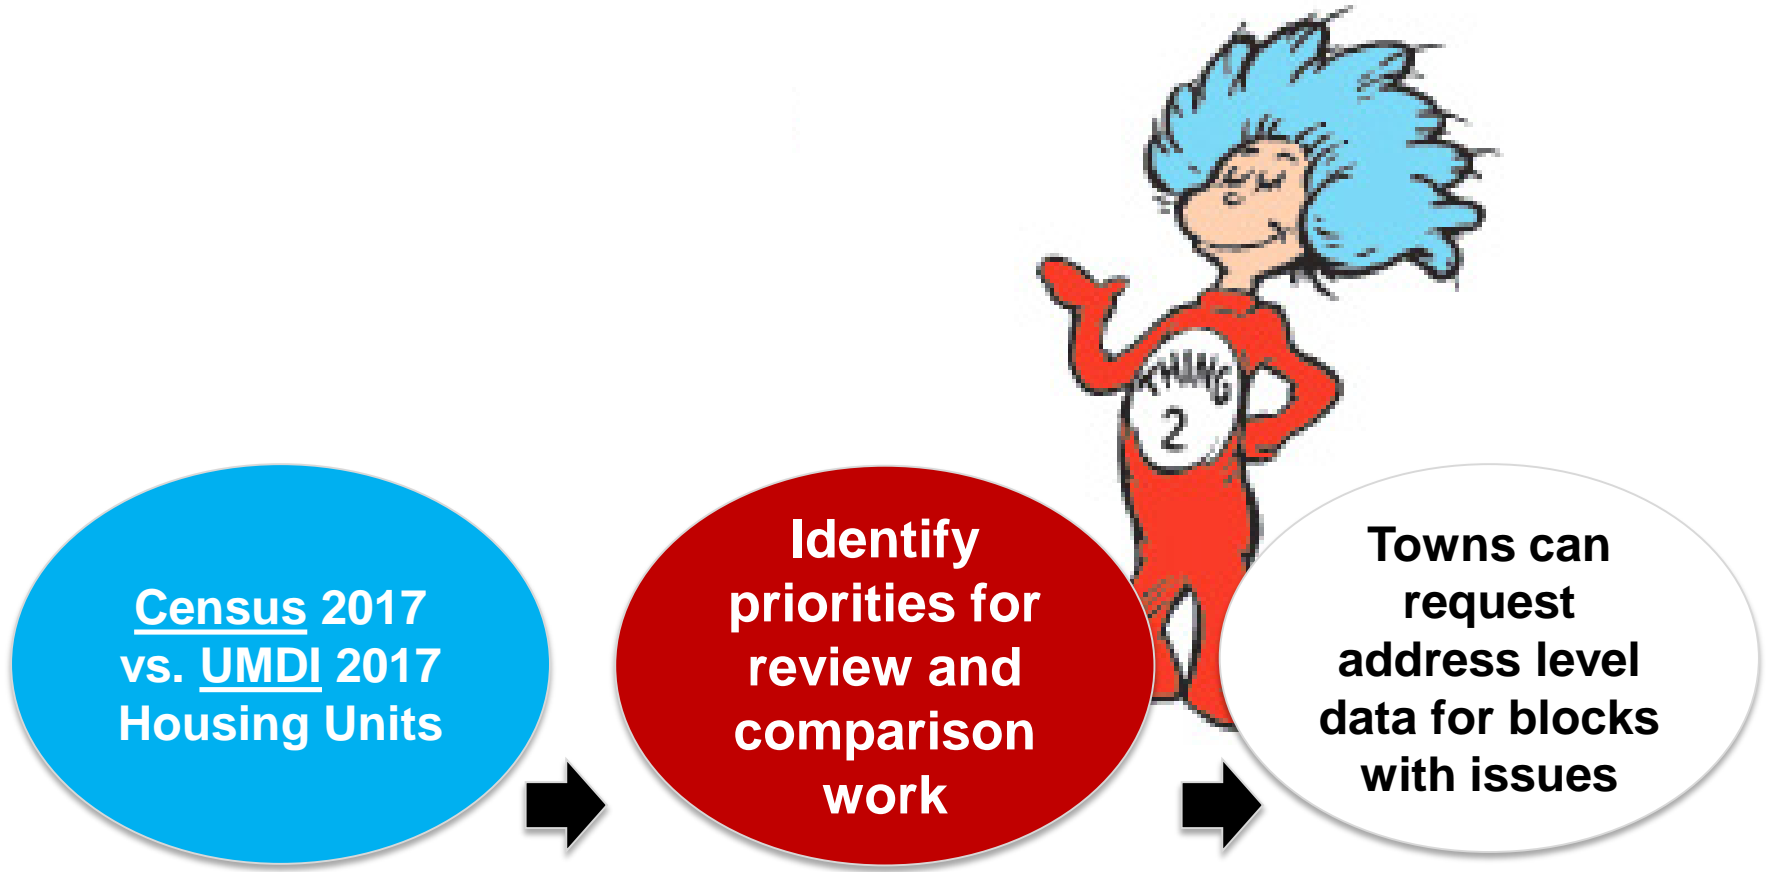 THING
2
Census 2017
vs. UMDI 2017
Housing Units
Identify
priorities for
review and
comparison
work
Towns can
request
address level
data for blocks
with issues